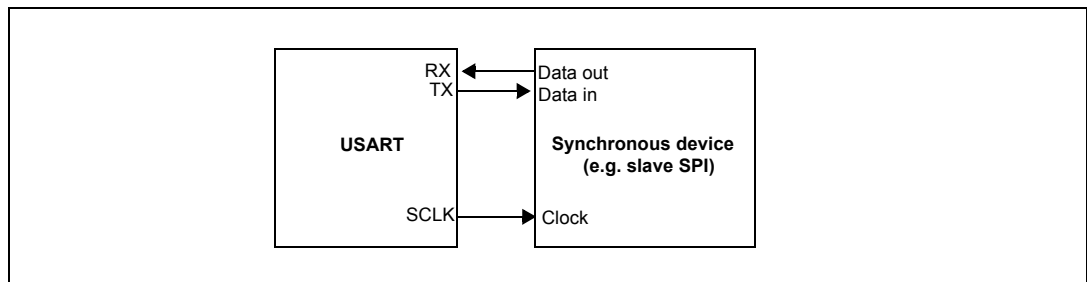 RX
TX
USART
SCLK
Data out
Data in
Synchronous device
(e.g. slave SPI)
Clock